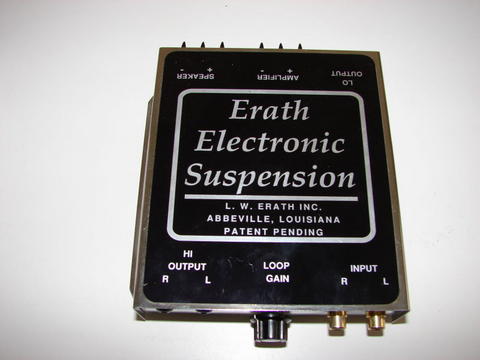 SPEAKER
- +
AMPLIFIER
- +
LO
OUTPUT
Erath
Electronic
Suspension
L. W. ERATH INC.
ABBEVILLE, LOUISIANA
PATENT PENDING
HI
OUTPUT
R L
LOOP
GAIN
INPUT
R L